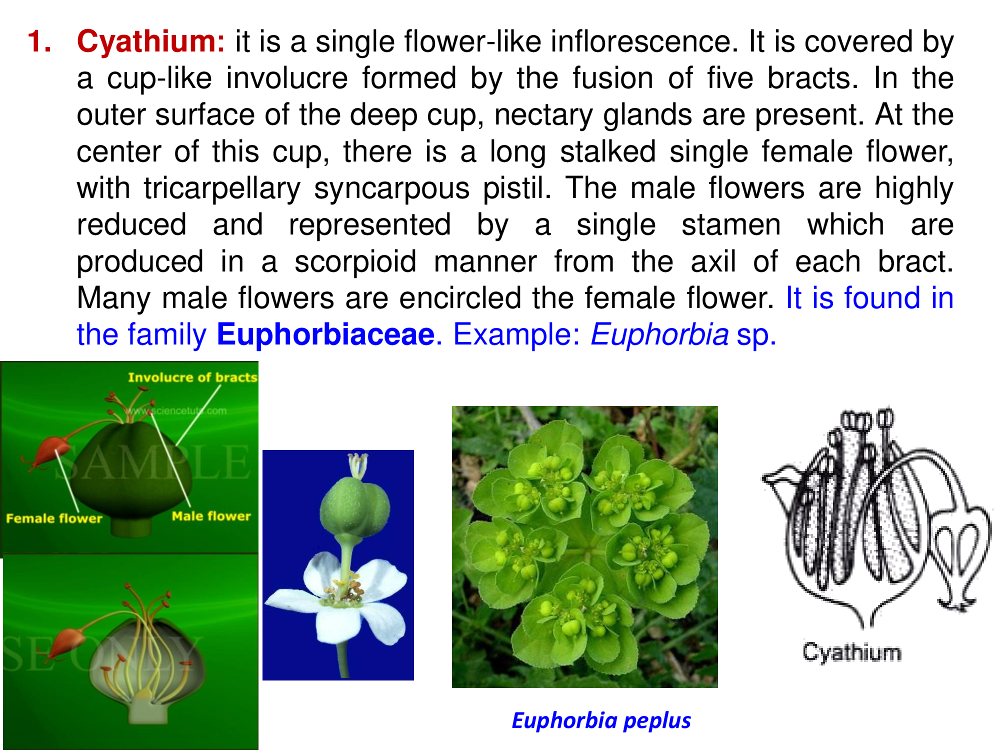 1. Cyathium: it is a single flower-like inflorescence. It is covered by
a cup-like involucre formed by the fusion of five bracts. In the
outer surface of the deep cup, nectary glands are present. At the
center of this cup, there is a long stalked single female flower,
with tricarpellary syncarpous pistil. The male flowers are highly
reduced and represented by a single stamen which are
produced in a scorpioid manner from the axil of each bract.
Many male flowers are encircled the female flower. It is found in
the family Euphorbiaceae. Example: Euphorbia sp.
Involucre of bracts
www.sciencetuts.com
SAMPLE
Female flower
Male flower
SE ONLY
Cyathium
Euphorbia peplus